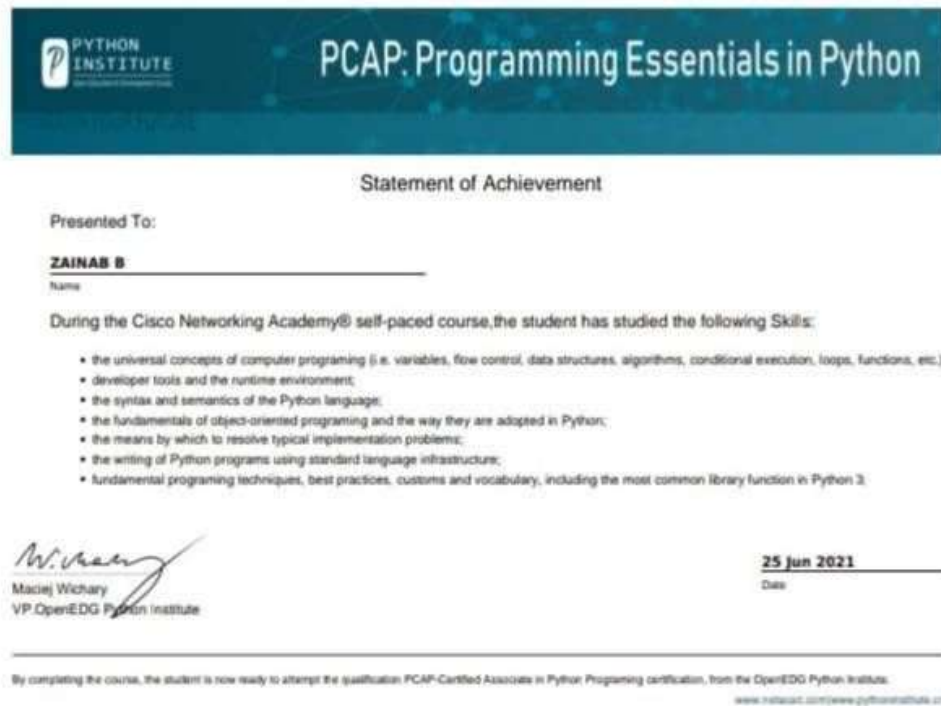 PYTHON
INSTITUTE
PCAP: Programming Essentials in Python
Statement of Achievement
Presented To:
ZAINAB B
Name
During the Cisco Networking Academy® self-paced course,the student has studied the following Skills:
• the universal concepts of computer programing (i.e. variables, flow control, data structures, algorithms, conditional execution, loops, functions, etc.)
• developer tools and the runtime environment;
• the syntax and semantics of the Python language;
• the fundamentals of object-oriented programing and the way they are adopted in Python;
• the means by which to resolve typical implementation problems;
• the writing of Python programs using standard language infrastructure;
• fundamental programing techniques, best practices, customs and vocabulary, including the most common library function in Python 3.
Maciej Wichary
VP.OpenEDG Python Institute
25 Jun 2021
Date
By completing the course, the student is now ready to attempt the qualification PCAP-Certified Associate in Python Programing certification, from the OpenEDG Python Institute.